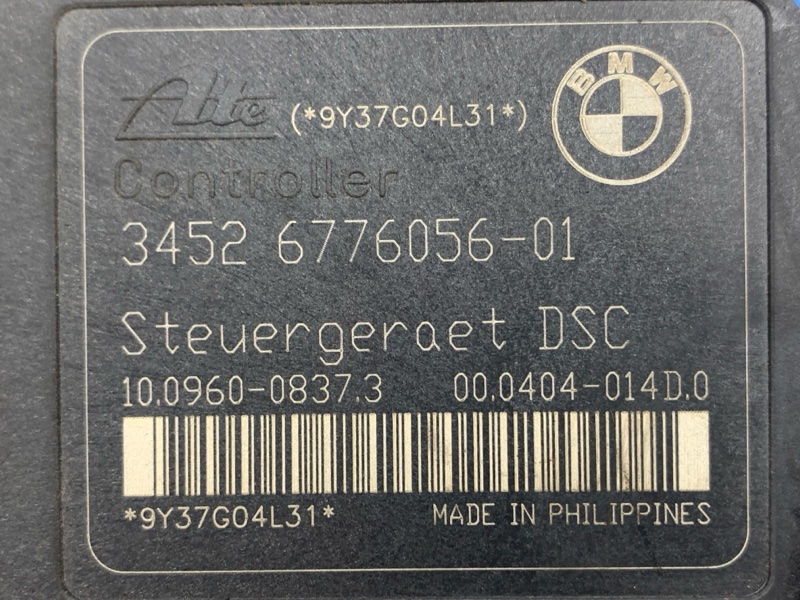 Ate (*9Y37G04L31*)
BMW
Controller
3452 6776056-01
Steuergeraet DSC
10.0960-0837.3 00.0404-014D.0
*9Y37G04L31* MADE IN PHILIPPINES